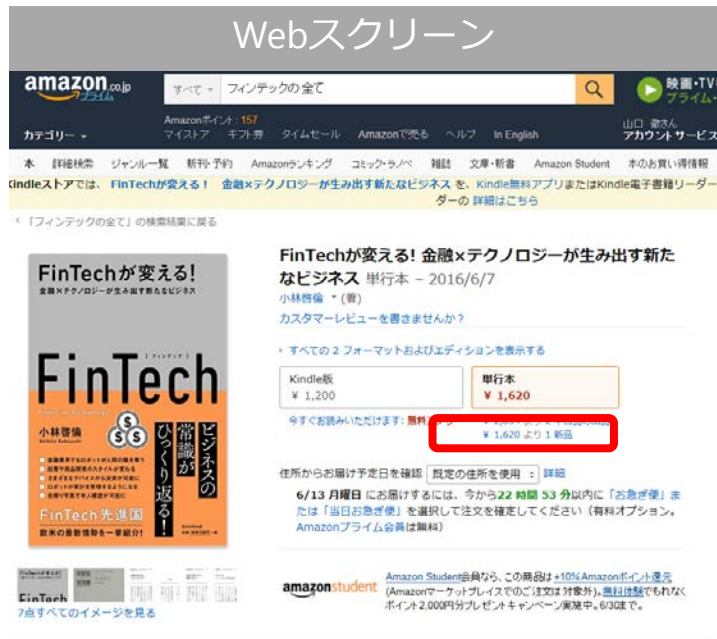 Webスクリーン
amazon.co.jp
プライム
すべて
フィンテックの全て
映画・TV
プライム・
カテゴリー
Amazonポイント: 157
マイストア ギフト券 タイムセール Amazonで売る ヘルプ In English
山口 徹さん
アカウントサービス
本 詳細検索 ジャンル一覧 新刊・予約 Amazonランキング コミック・ラノベ 雑誌 文庫・新書 Amazon Student 本のお買い得情報
Kindleストアでは、 FinTechが変える! 金融×テクノロジーが生み出す新たなビジネス を、Kindle無料アプリまたはKindle電子書籍リーダー
ダーの 詳細はこちら
‹ 「フィンテックの全て」の検索結果に戻る
FinTechが変える!
金融×テクノロジーが生み出す新たなビジネス
FinTech
[フィンテック]
Financial Technology
小林啓倫
ビジネスの
常識が
ひっくり返る!
FinTech先進国
欧米の最新情報を一挙紹介!
7点すべてのイメージを見る
FinTechが変える! 金融×テクノロジーが生み出す新た
なビジネス 単行本 – 2016/6/7
小林啓倫 (著)
カスタマーレビューを書きませんか?
すべての 2 フォーマットおよびエディションを表示する
Kindle版
¥ 1,200
単行本
¥ 1,620
今すぐお読みいただけます: 無料
¥ 1,620 より 1 新品
住所からお届け予定日を確認 既定の住所を使用 詳細
6/13 月曜日 にお届けするには、今から22 時間 53 分以内に「お急ぎ便」ま
たは「当日お急ぎ便」を選択して注文を確定してください(有料
オプション。
Amazonプライム会員は無料)
amazonstudent
Amazon Student会員なら、この商品は+10%Amazonポイント還元
(Amazonマーケットプレイスでのご注文は対象外)。無料体験でもれなく
ポイント2,000円分プレゼントキャンペーン実施中。6/30まで。